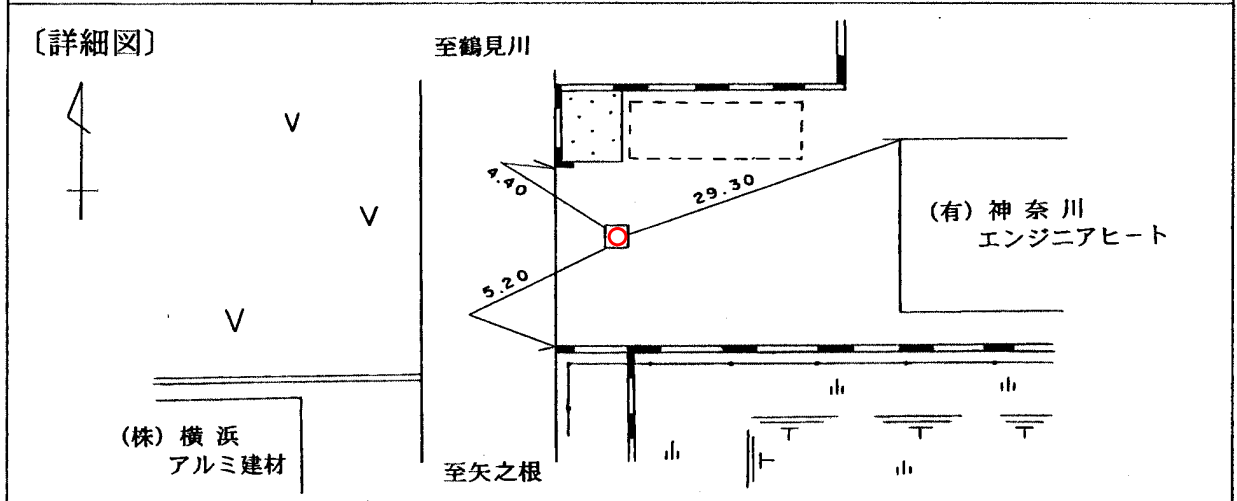 〔詳細図〕
至鶴見川
4.40
29.30
(有) 神奈川
エンジニアヒート
5.20
(株) 横浜
アルミ建材
至矢之根